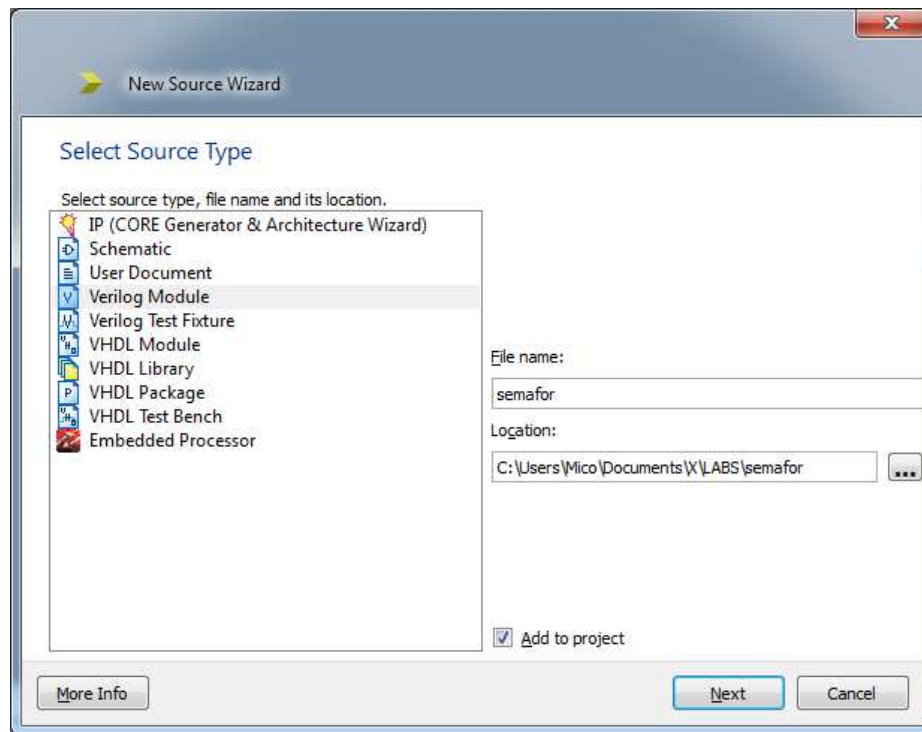 New Source Wizard
Select Source Type
Select source type, file name and its location.
IP (CORE Generator & Architecture Wizard)
Schematic
User Document
Verilog Module
Verilog Test Fixture
VHDL Module
VHDL Library
VHDL Package
VHDL Test Bench
Embedded Processor
File name:
semafor
Location:
C:\Users\Mico\Documents\X\LABS\semafor
...
Add to project
More Info
Next
Cancel